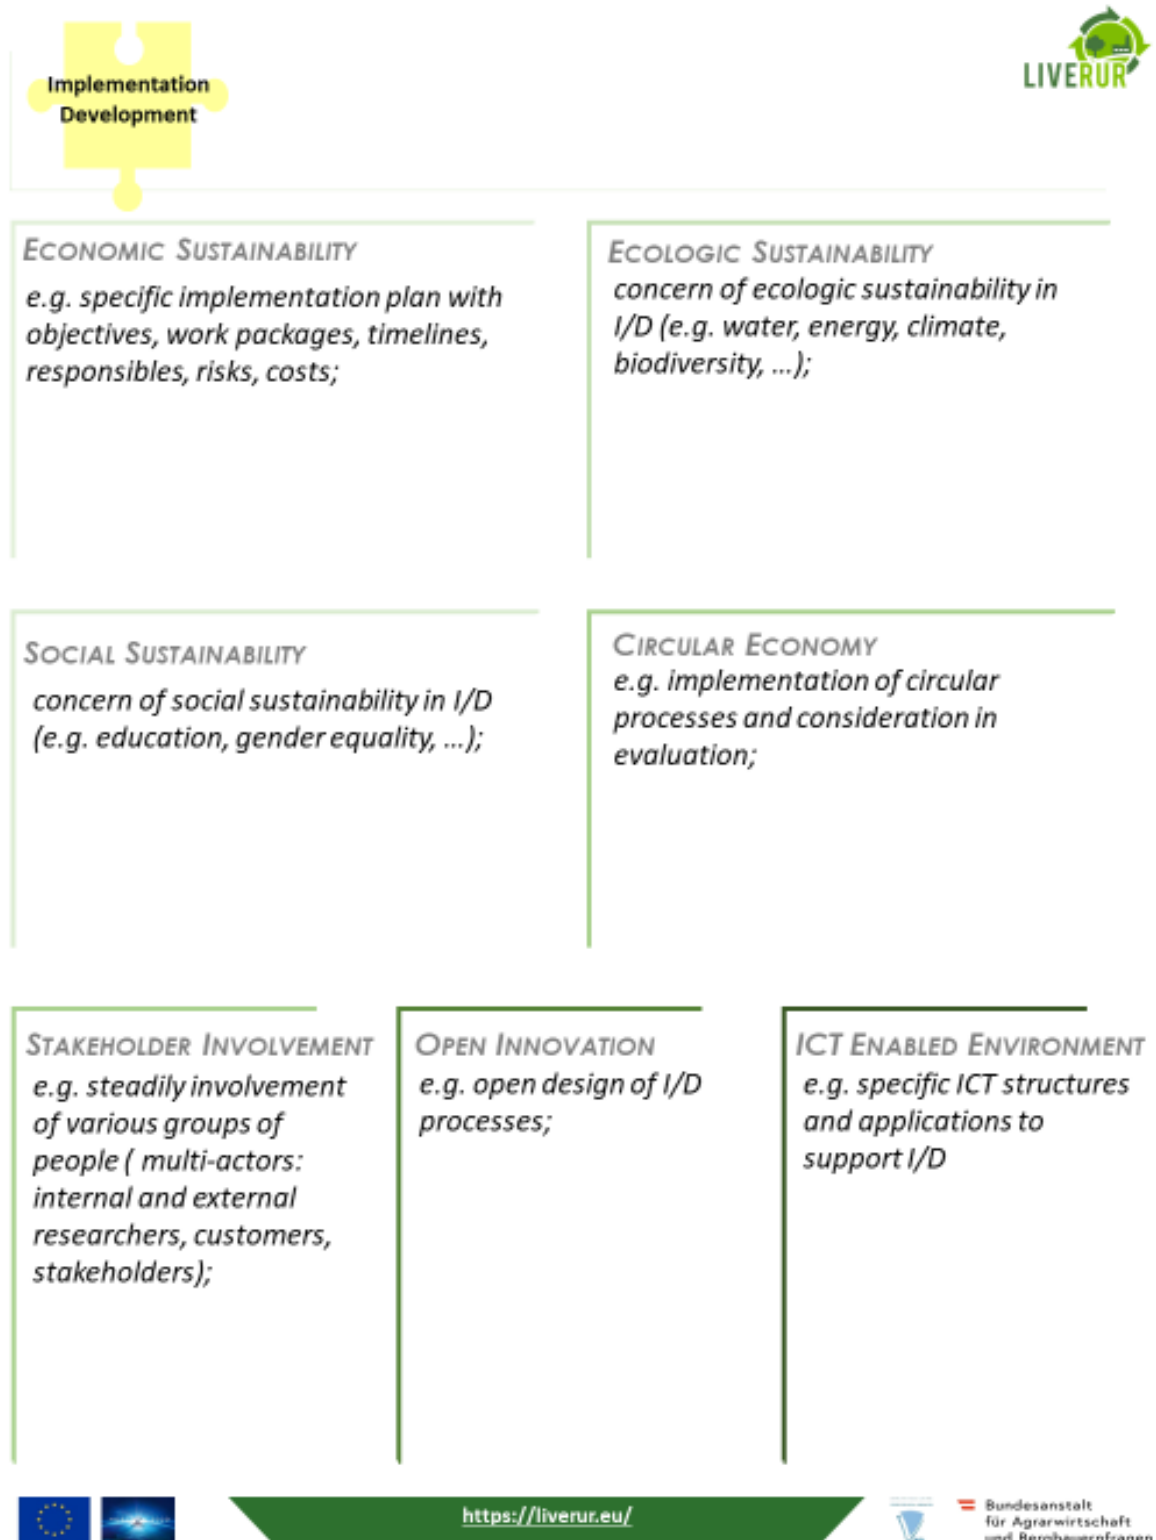 Implementation
Development
LIVERUR
ECONOMIC SUSTAINABILITY
e.g. specific implementation plan with
objectives, work packages, timelines,
responsibles, risks, costs;
ECOLOGIC SUSTAINABILITY
concern of ecologic sustainability in
I/D (e.g. water, energy, climate,
biodiversity, ...);
SOCIAL SUSTAINABILITY
concern of social sustainability in I/D
(e.g. education, gender equality, ...);
CIRCULAR ECONOMY
e.g. implementation of circular
processes and consideration in
evaluation;
STAKEHOLDER INVOLVEMENT
e.g. steadily involvement
of various groups of
people ( multi-actors:
internal and external
researchers, customers,
stakeholders);
OPEN INNOVATION
e.g. open design of I/D
processes;
ICT ENABLED ENVIRONMENT
e.g. specific ICT structures
and applications to
support I/D
https://liverur.eu/
Bundesanstalt
für Agrarwirtschaft
und Bergbauernfragen